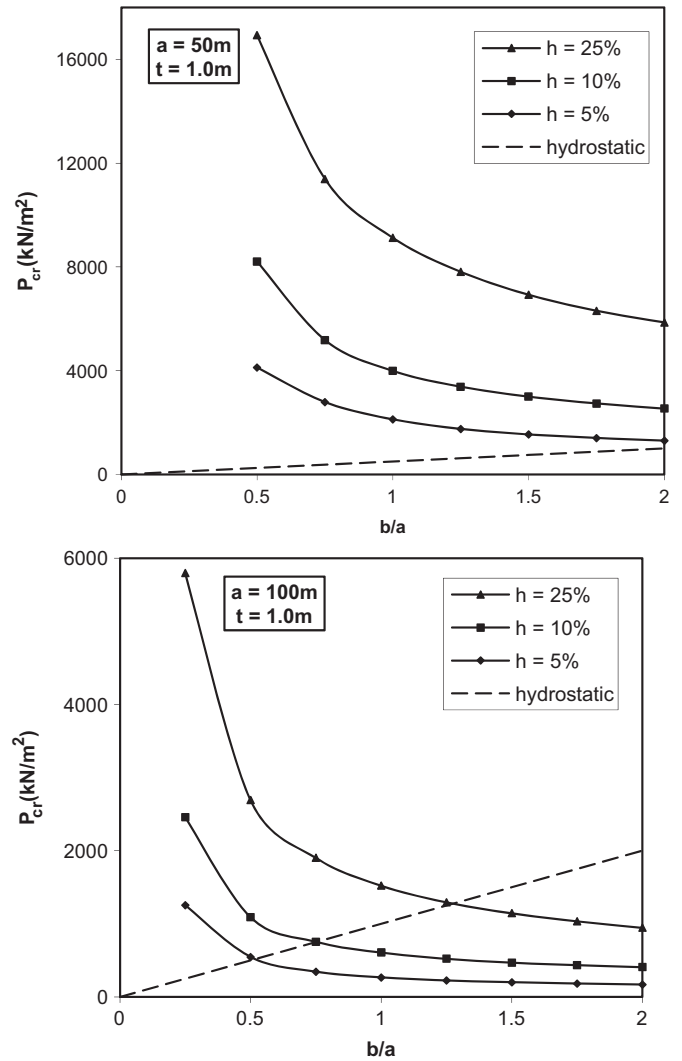 a = 50m
t = 1.0m
h = 25%
h = 10%
h = 5%
hydrostatic
16000
12000
8000
4000
0
P_cr(kN/m²)
0 0.5 1 1.5 2
b/a
a = 100m
t = 1.0m
h = 25%
h = 10%
h = 5%
hydrostatic
6000
4000
2000
0
P_cr(kN/m²)
0 0.5 1 1.5 2
b/a